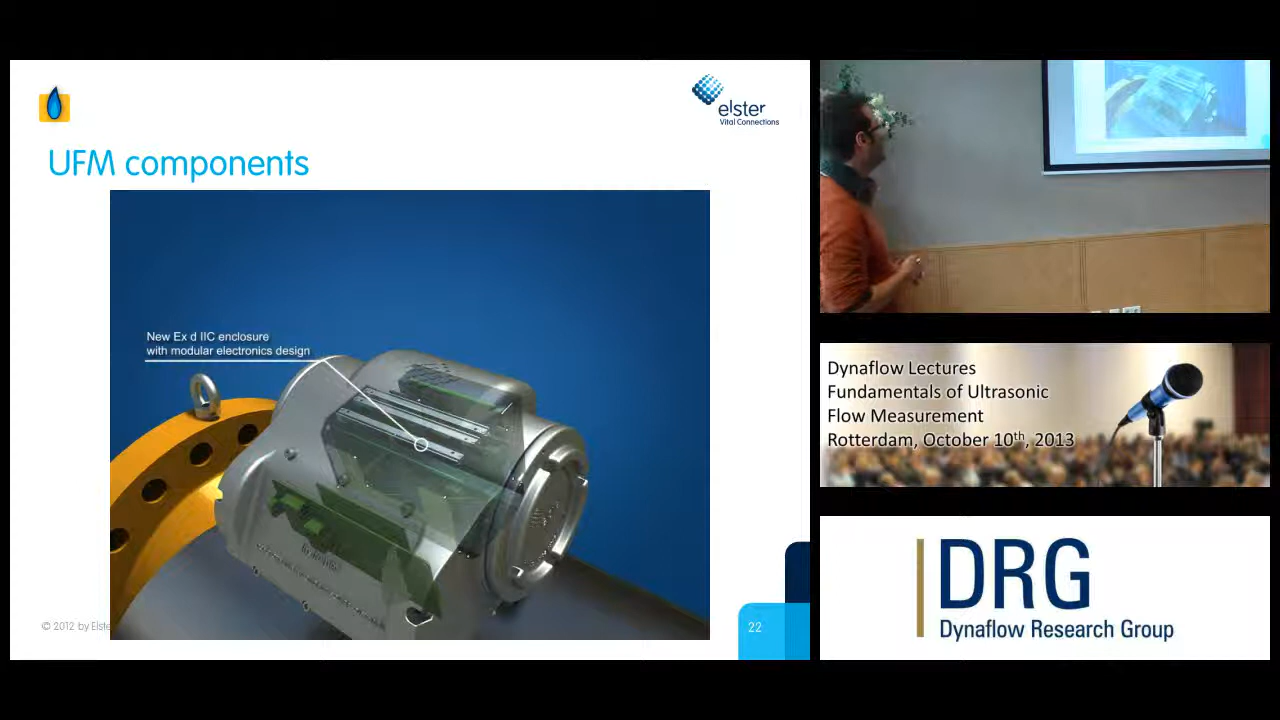 elster
Vital Connections
UFM components
New Ex d IIC enclosure
with modular electronics design
© 2012 by Elste
22
Dynaflow Lectures
Fundamentals of Ultrasonic
Flow Measurement
Rotterdam, October 10th, 2013
DRG
Dynaflow Research Group